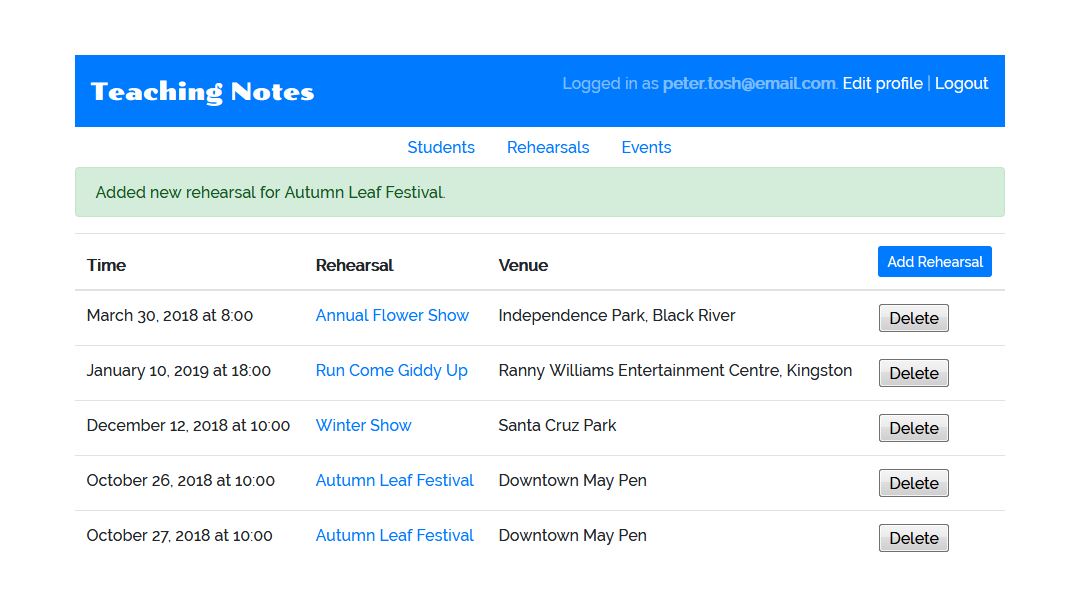 Teaching Notes
Logged in as peter.tosh@email.com. Edit profile | Logout
Students Rehearsals Events
Added new rehearsal for Autumn Leaf Festival.
Time Rehearsal Venue Add Rehearsal
March 30, 2018 at 8:00 Annual Flower Show Independence Park, Black River Delete
January 10, 2019 at 18:00 Run Come Giddy Up Ranny Williams Entertainment Centre, Kingston Delete
December 12, 2018 at 10:00 Winter Show Santa Cruz Park Delete
October 26, 2018 at 10:00 Autumn Leaf Festival Downtown May Pen Delete
October 27, 2018 at 10:00 Autumn Leaf Festival Downtown May Pen Delete